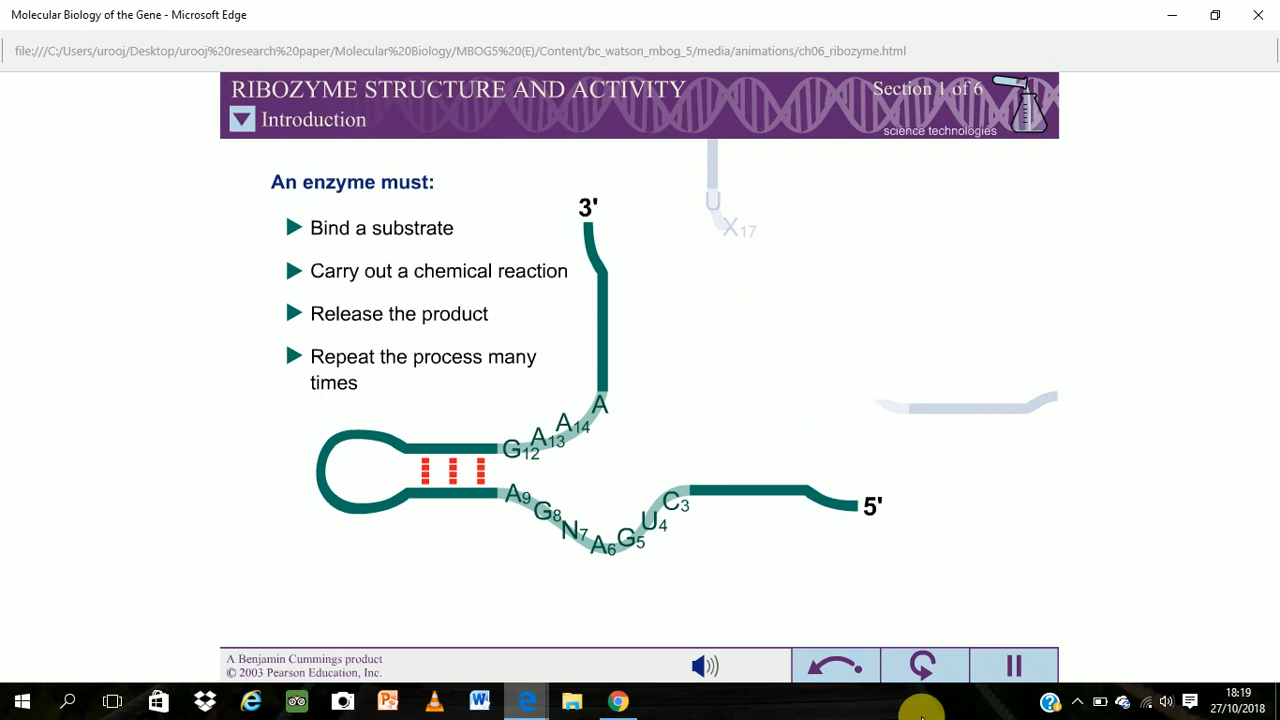 Molecular Biology of the Gene - Microsoft Edge
file:///C:/Users/urooj/Desktop/urooj%20research%20paper/Molecular%20Biology/MBOG5%20(E)/Content/bc_watson_mbog_5/media/animations/ch06_ribozyme.html
RIBOZYME STRUCTURE AND ACTIVITY
Section 1 of 6
Introduction
science technologies
An enzyme must:
Bind a substrate
Carry out a chemical reaction
Release the product
Repeat the process many
times
3'
U
X17
A
A14
A13
G12
A9
G8
N7
A6
G5
U4
C3
5'
A Benjamin Cummings product
© 2003 Pearson Education, Inc.
18:19
27/10/2018